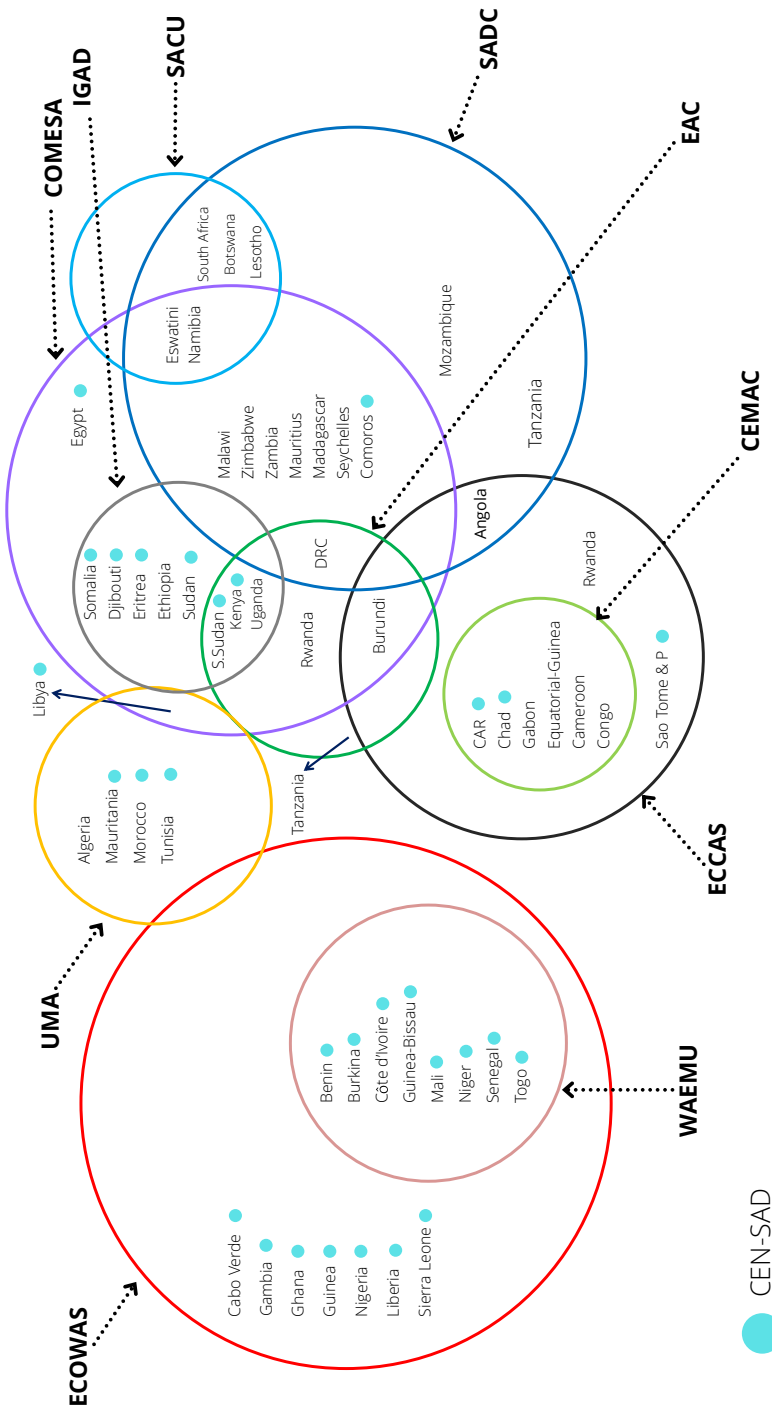 ECOWAS
UMA
COMESA
IGAD
SACU
SADC
EAC
CEMAC
ECCAS
WAEMU
Cabo Verde
Gambia
Ghana
Guinea
Nigeria
Liberia
Sierra Leone
Benin
Burkina
Côte d'Ivoire
Guinea-Bissau
Mali
Niger
Senegal
Togo
Algeria
Mauritania
Morocco
Tunisia
Libya
Tanzania
Somalia
Djibouti
Eritrea
Ethiopia
Sudan
S.Sudan
Kenya
Uganda
Rwanda
DRC
Burundi
Egypt
Malawi
Zimbabwe
Zambia
Mauritius
Madagascar
Seychelles
Comoros
Eswatini
Namibia
South Africa
Botswana
Lesotho
Mozambique
Tanzania
Angola
Rwanda
CAR
Chad
Gabon
Equatorial-Guinea
Cameroon
Congo
Sao Tome & P
CEN-SAD